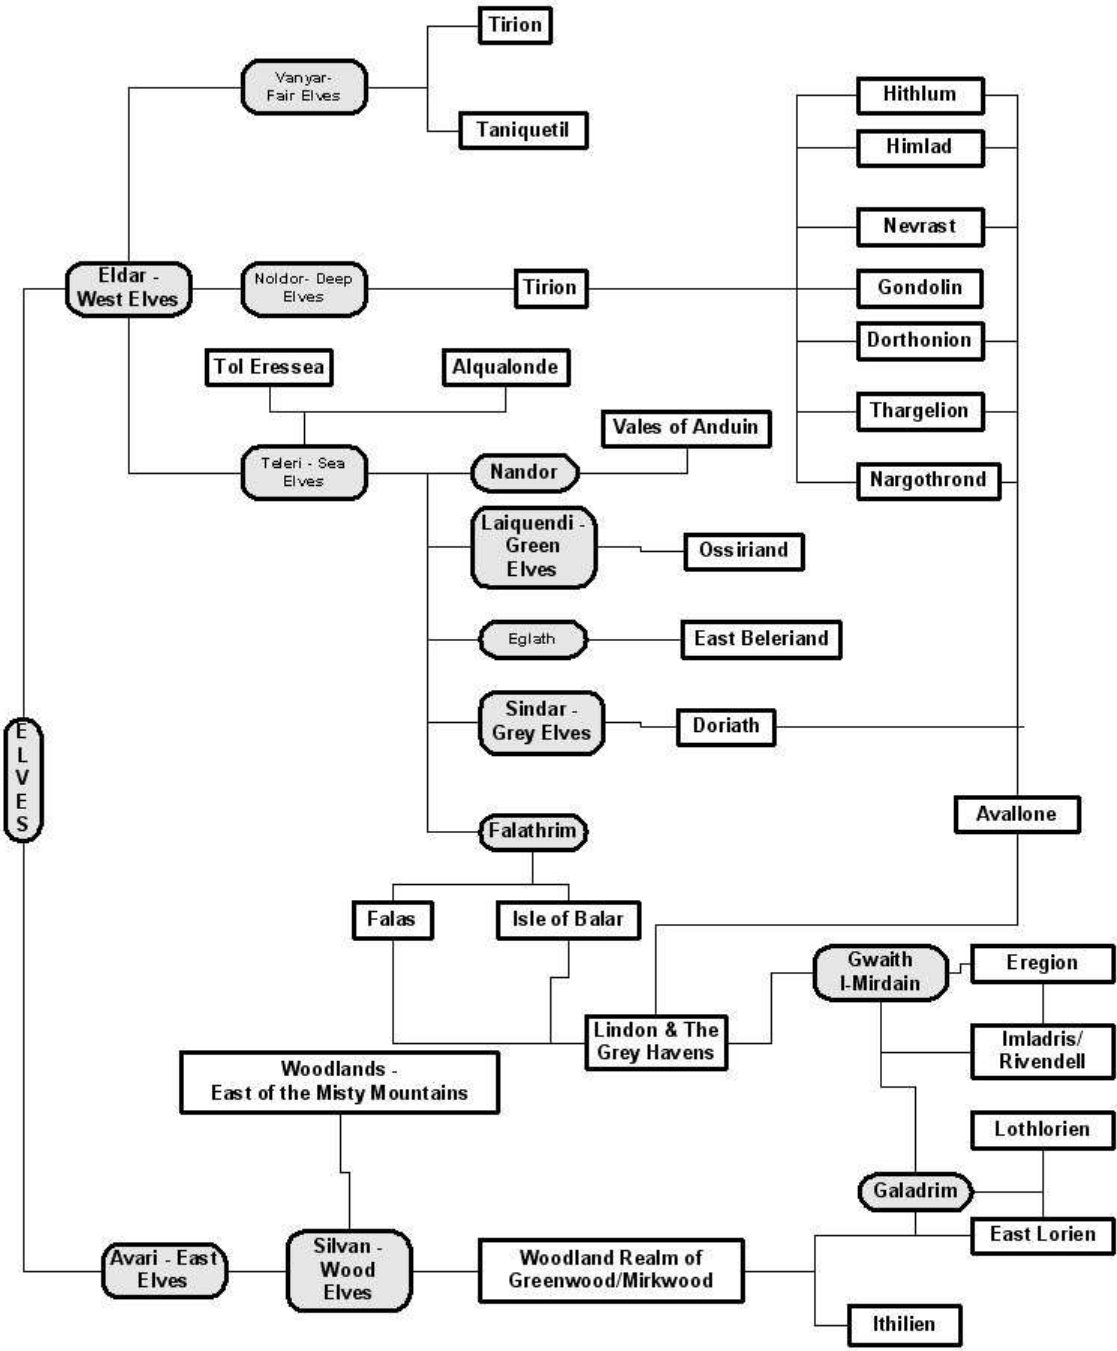 Tirion
Vanyar-
Fair Elves
Taniquetil
Hithlum
Himlad
Nevrast
Eldar -
West Elves
Noldor- Deep
Elves
Tirion
Gondolin
Dorthonion
Tol Eressea
Alqualonde
Thargelion
Vales of Anduin
Teleri - Sea
Elves
Nandor
Nargothrond
Laiquendi -
Green
Elves
Ossiriand
Eglath
East Beleriand
Sindar -
Grey Elves
Doriath
E
L
V
E
S
Avallone
Falathrim
Falas
Isle of Balar
Gwaith
I-Mirdain
Eregion
Lindon & The
Grey Havens
Imladris/
Rivendell
Woodlands -
East of the Misty Mountains
Lothlorien
Galadrim
East Lorien
Avari - East
Elves
Silvan -
Wood
Elves
Woodland Realm of
Greenwood/Mirkwood
Ithilien